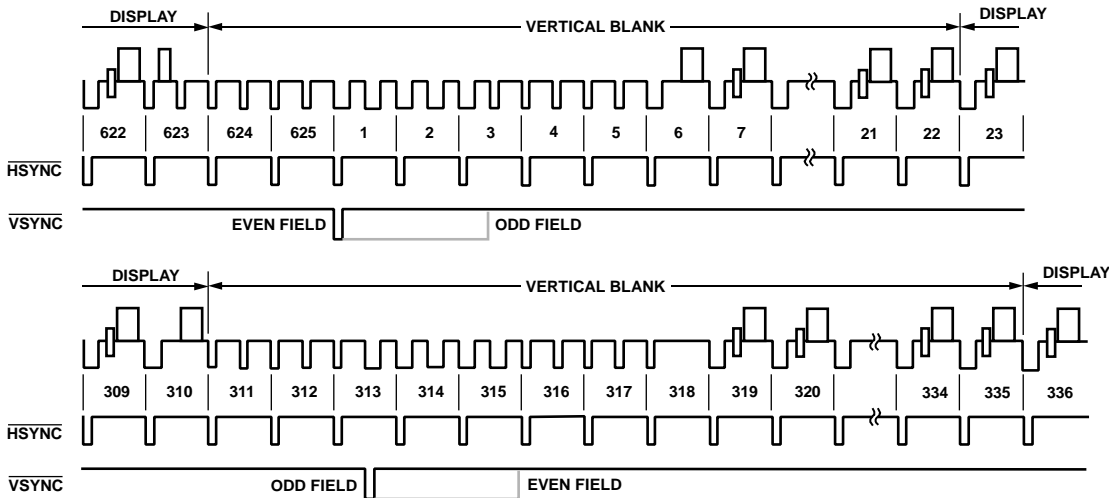 DISPLAY VERTICAL BLANK DISPLAY
622 623 624 625 1 2 3 4 5 6 7 21 22 23
HSYNC
VSYNC EVEN FIELD ODD FIELD
DISPLAY VERTICAL BLANK DISPLAY
309 310 311 312 313 314 315 316 317 318 319 320 334 335 336
HSYNC
VSYNC ODD FIELD EVEN FIELD